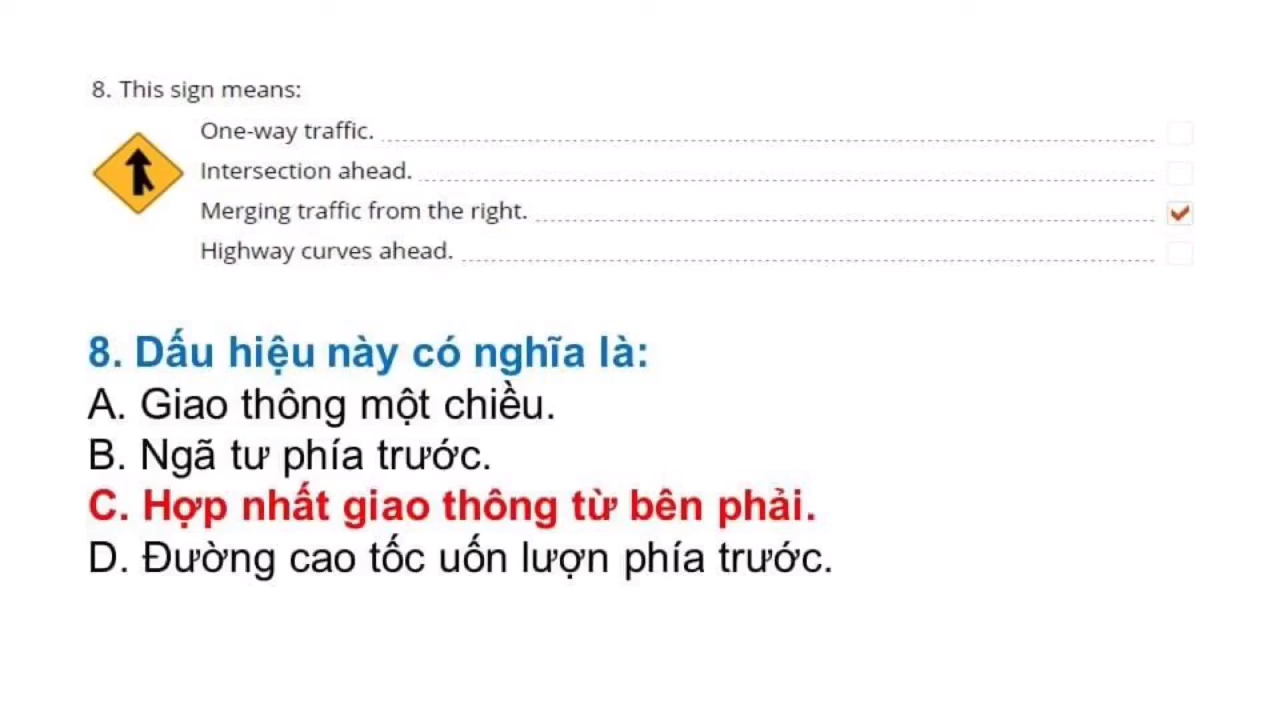 8. This sign means:
One-way traffic.
Intersection ahead.
Merging traffic from the right.
Highway curves ahead.
8. Dấu hiệu này có nghĩa là:
A. Giao thông một chiều.
B. Ngã tư phía trước.
C. Hợp nhất giao thông từ bên phải.
D. Đường cao tốc uốn lượn phía trước.